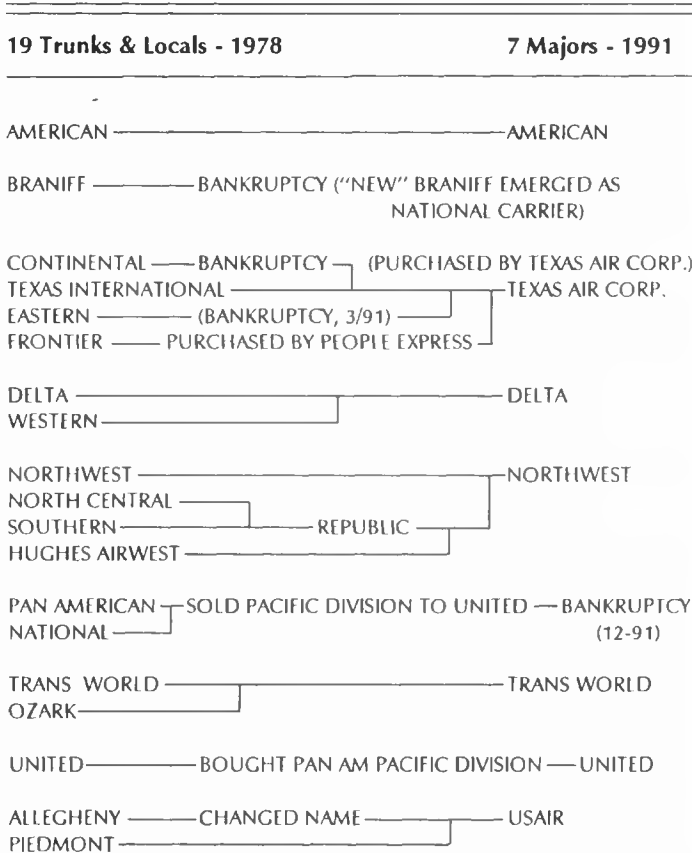 19 Trunks & Locals - 1978 7 Majors - 1991
AMERICAN AMERICAN
BRANIFF BANKRUPTCY ("NEW" BRANIFF EMERGED AS
NATIONAL CARRIER)
CONTINENTAL BANKRUPTCY (PURCHASED BY TEXAS AIR CORP.)
TEXAS INTERNATIONAL TEXAS AIR CORP.
EASTERN (BANKRUPTCY, 3/91)
FRONTIER PURCHASED BY PEOPLE EXPRESS
DELTA DELTA
WESTERN
NORTHWEST NORTHWEST
NORTH CENTRAL
SOUTHERN REPUBLIC
HUGHES AIRWEST
PAN AMERICAN SOLD PACIFIC DIVISION TO UNITED BANKRUPTCY
NATIONAL (12-91)
TRANS WORLD TRANS WORLD
OZARK
UNITED BOUGHT PAN AM PACIFIC DIVISION UNITED
ALLEGHENY CHANGED NAME USAIR
PIEDMONT